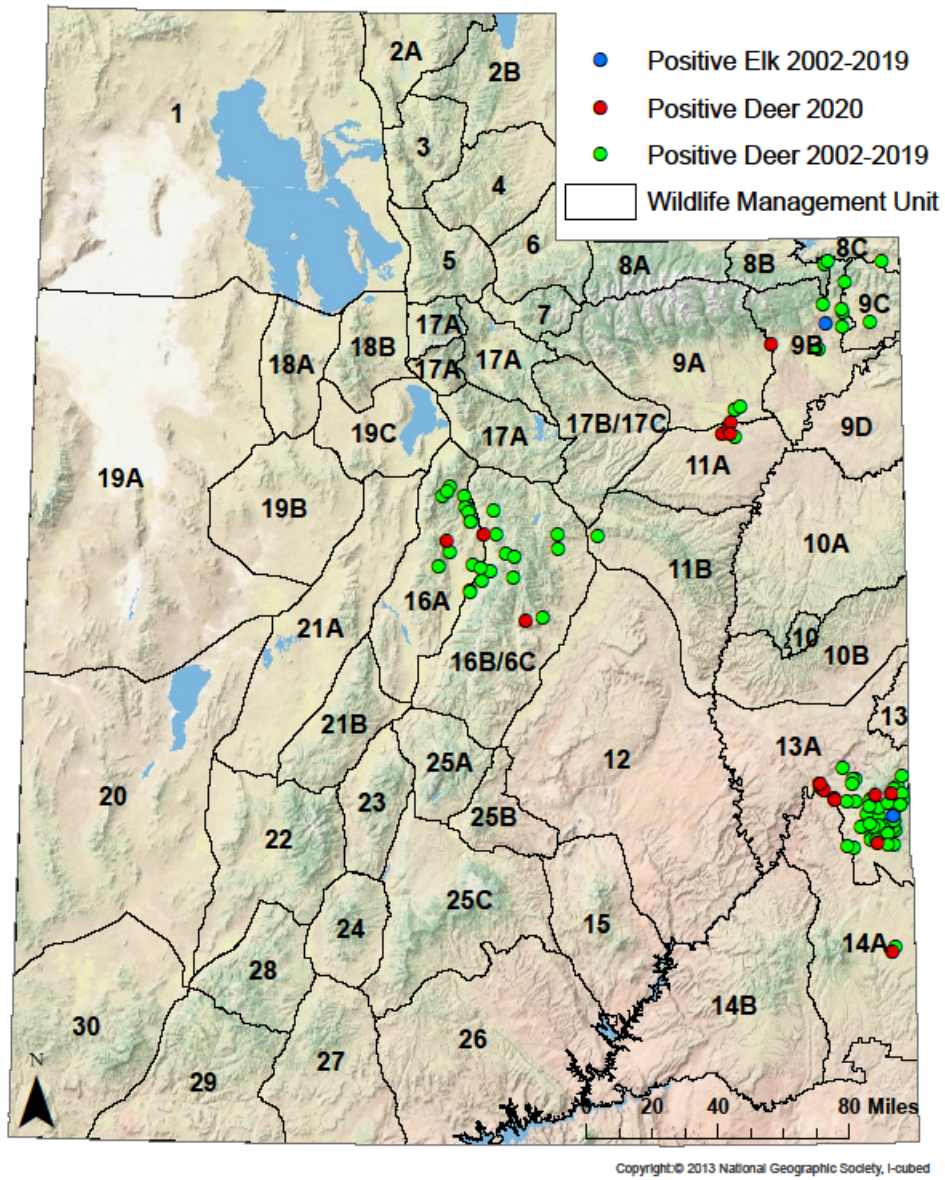 Positive Elk 2002-2019
Positive Deer 2020
Positive Deer 2002-2019
Wildlife Management Unit
2A
2B
1
3
4
5
6
8A
8B
8C
7
9C
17A
18B
17A
9B
18A
17A
9A
17B/17C
9D
19C
17A
11A
19A
19B
10A
11B
16A
21A
10
10B
16B/6C
13
21B
13A
25A
12
20
23
25B
22
25C
15
24
14A
28
14B
30
26
27
29
N
0 20 40 80 Miles
Copyright:© 2013 National Geographic Society, i-cubed